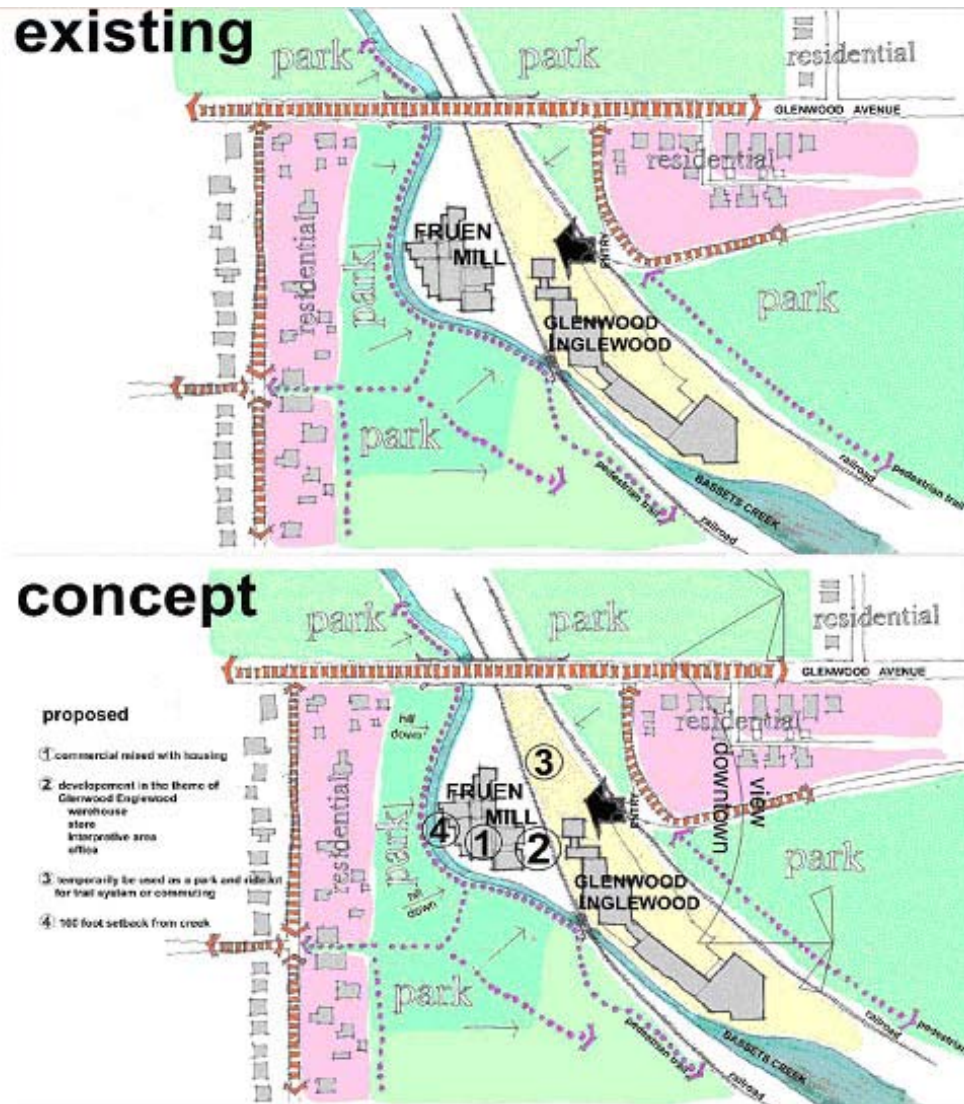 existing
park
park
residential
GLENWOOD AVENUE
residential
residential
park
FRUEN
MILL
ENTRY
park
GLENWOOD
INGLEWOOD
park
pedestrian trail
railroad
BASSETS CREEK
railroad
pedestrian trail
concept
park
park
residential
GLENWOOD AVENUE
proposed
1 commercial mixed with housing
2 developement in the theme of
Glenwood Englewood
warehouse
store
interpretive area
office
3 temporarily be used as a park and ride lot
for trail system or commuting
4 100 foot setback from creek
hill
down
residential
residential
park
3
view
downtown
FRUEN
MILL
4
1
2
ENTRY
park
hill
down
GLENWOOD
INGLEWOOD
park
pedestrian trail
railroad
BASSETS CREEK
railroad
pedestrian